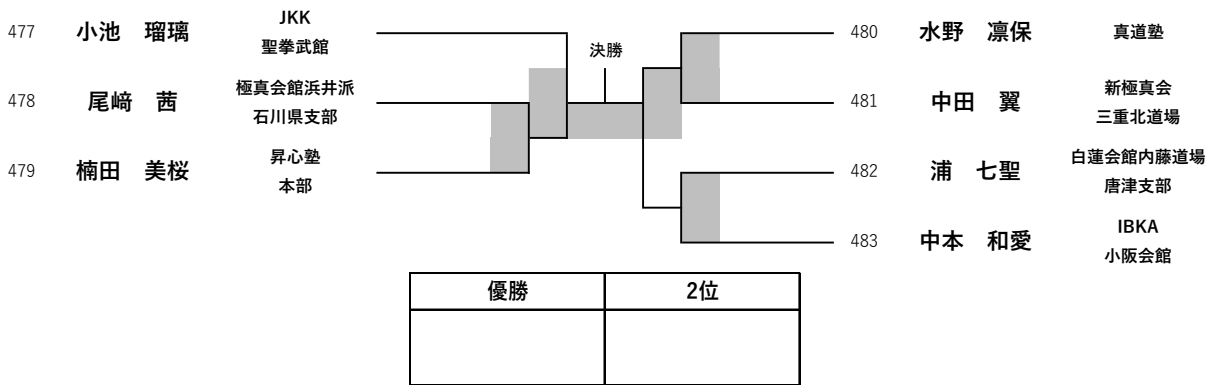 477 小池 瑠璃 JKK
聖拳武館
478 尾﨑 茜 極真会館浜井派
石川県支部
479 楠田 美桜 昇心塾
本部
決勝
480 水野 凛保 真道塾
481 中田 翼 新極真会
三重北道場
482 浦 七聖 白蓮会館内藤道場
唐津支部
483 中本 和愛 IBKA
小阪会館
優勝 2位